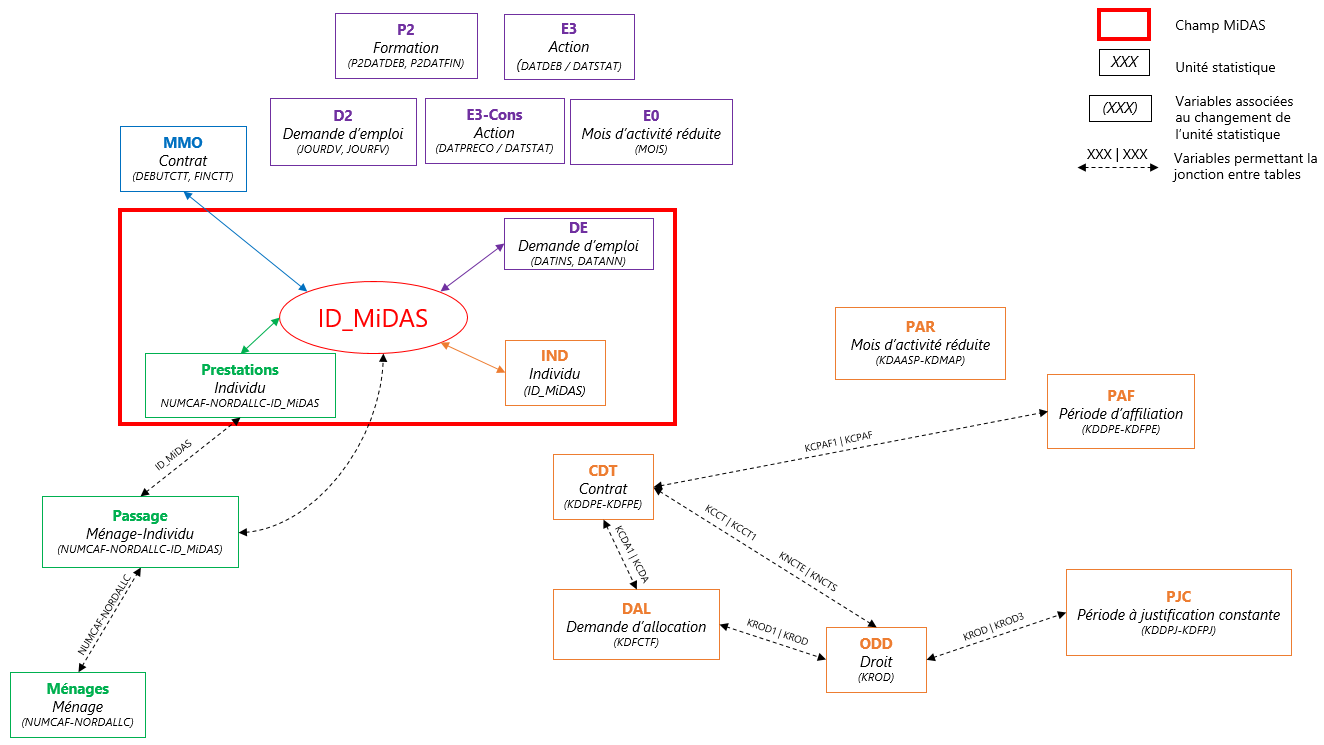 P2
Formation
(P2DATDEB, P2DATFIN)
E3
Action
(DATDEB / DATSTAT)
Champ MiDAS
XXX
Unité statistique
(XXX)
Variables associées
au changement de
l'unité statistique
XXX | XXX
Variables permettant la
jonction entre tables
D2
Demande d'emploi
(JOURDV, JOURFV)
E3-Cons
Action
(DATPRECO / DATSTAT)
E0
Mois d'activité réduite
(MOIS)
MMO
Contrat
(DEBUTCTT, FINCTT)
DE
Demande d'emploi
(DATINS, DATANN)
ID_MiDAS
Prestations
Individu
NUMCAF-NORDALLC-ID_MiDAS
IND
Individu
(ID_MiDAS)
PAR
Mois d'activité réduite
(KDAASP-KDMAP)
PAF
Période d'affiliation
(KDDPE-KDFPE)
KCPAF1 | KCPAF
ID_MiDAS
CDT
Contrat
(KDDPE-KDFPE)
Passage
Ménage-Individu
(NUMCAF-NORDALLC-ID_MiDAS)
KCCT | KCCT1
KNCTE | KNCTS
KCDA1 | KCDA
NUMCAF-NORDALLC
DAL
Demande d'allocation
(KDFCTF)
KROD1 | KROD
ODD
Droit
(KROD)
KROD | KROD3
PJC
Période à justification constante
(KDDPJ-KDFPJ)
Ménages
Ménage
(NUMCAF-NORDALLC)